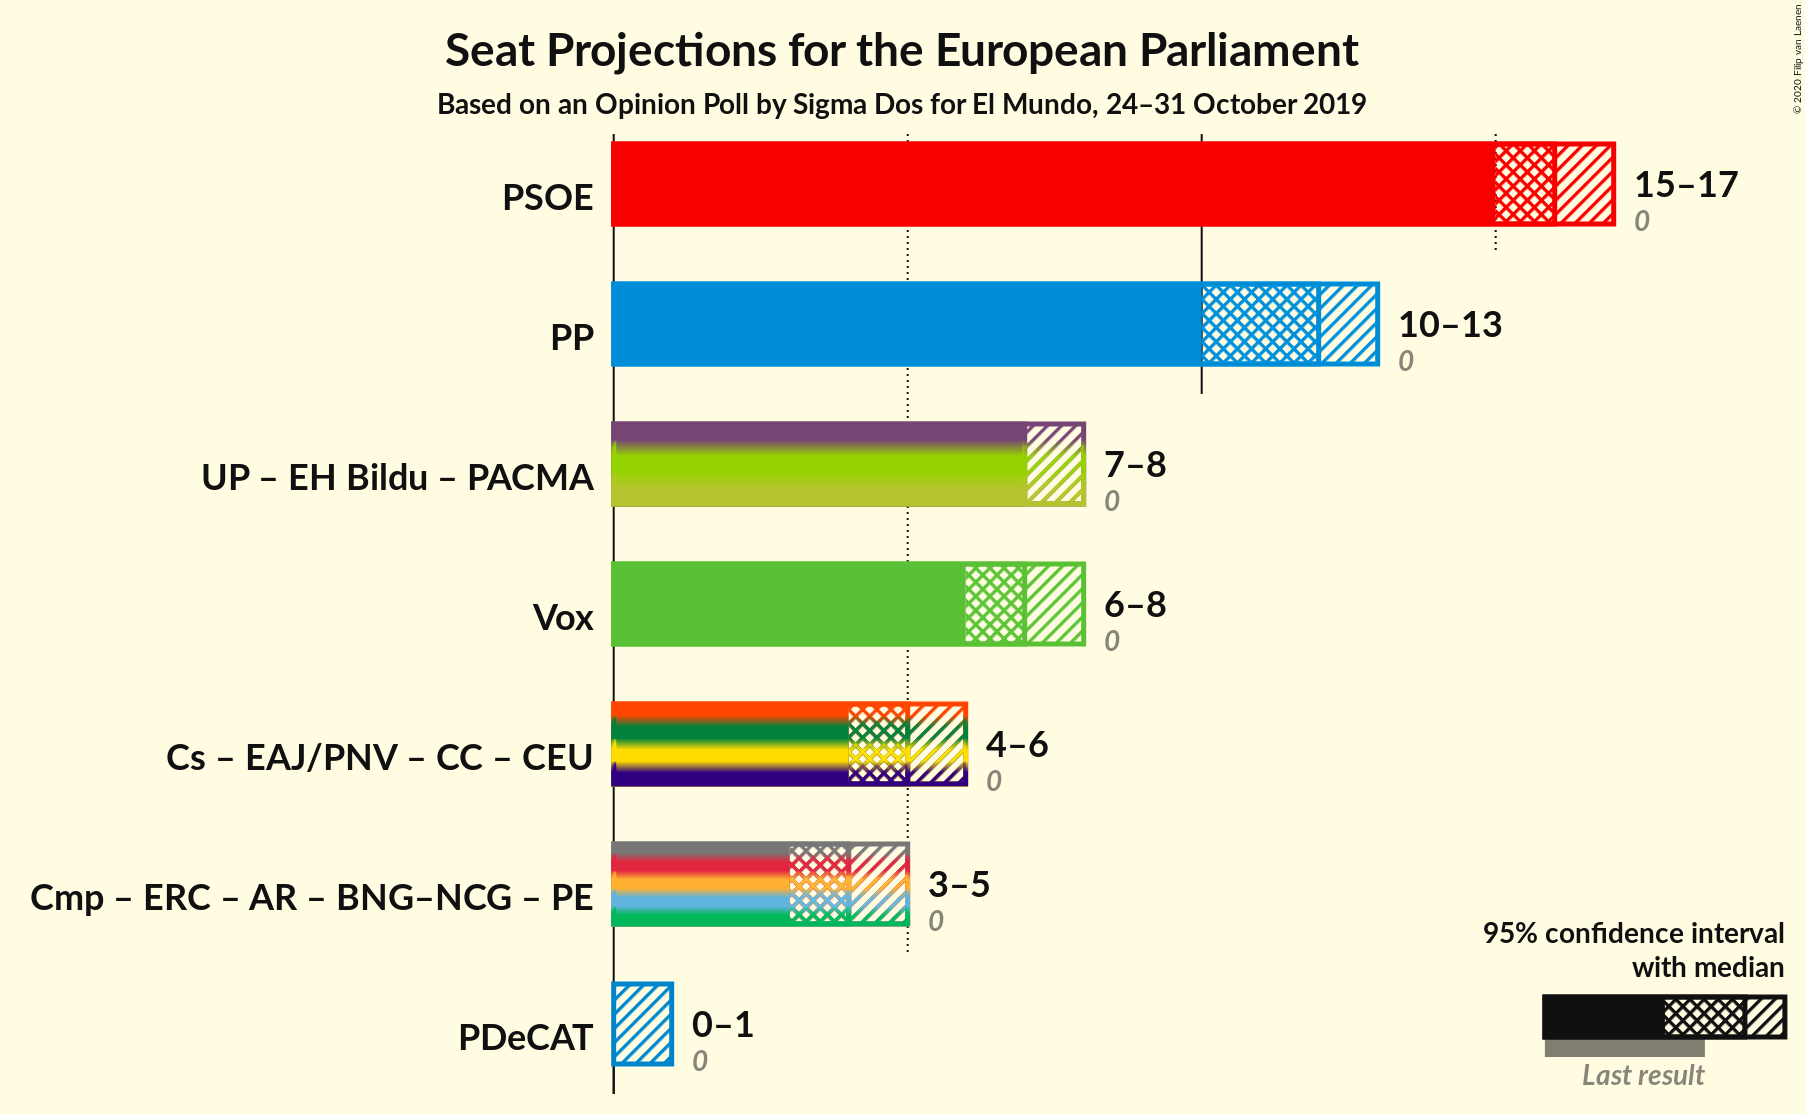 Seat Projections for the European Parliament
Based on an Opinion Poll by Sigma Dos for El Mundo, 24–31 October 2019
© 2020 Filip van Laenen
PSOE
15–17
0
PP
10–13
0
UP – EH Bildu – PACMA
7–8
0
Vox
6–8
0
Cs – EAJ/PNV – CC – CEU
4–6
0
Cmp – ERC – AR – BNG–NCG – PE
3–5
0
PDeCAT
0–1
0
95% confidence interval
with median
Last result